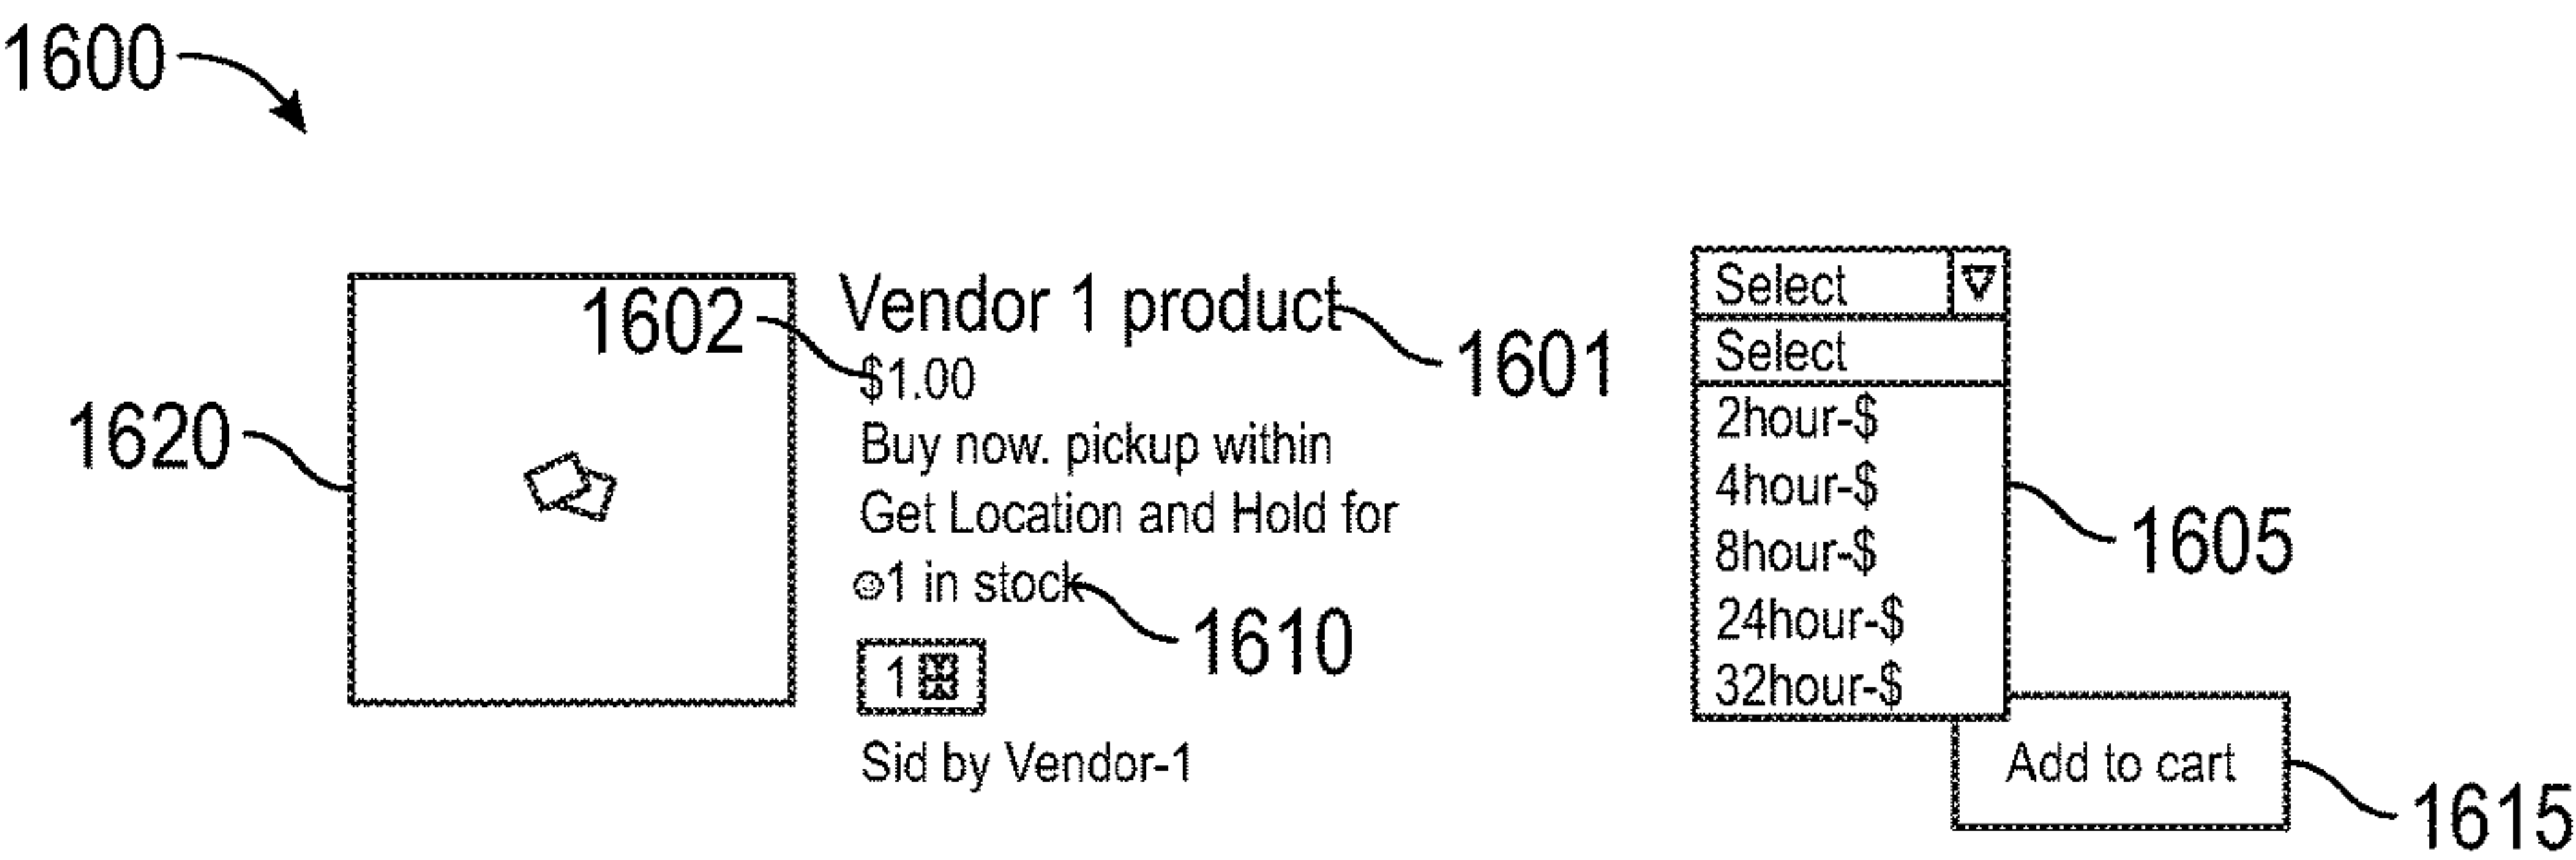 1600
1602
1620
Vendor 1 product
1601
$1.00
Buy now. pickup within
Get Location and Hold for
☺1 in stock
1610
1
Sid by Vendor-1
Select
Select
2hour-$
4hour-$
8hour-$
24hour-$
32hour-$
1605
Add to cart
1615